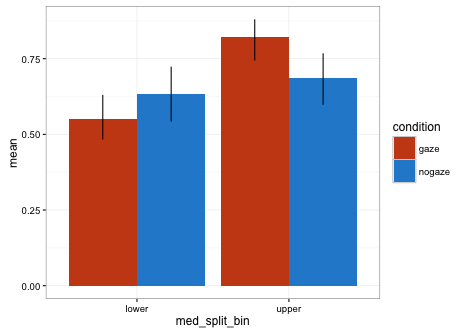 mean
0.75
0.50
0.25
0.00
lower
upper
med_split_bin
condition
gaze
nogaze